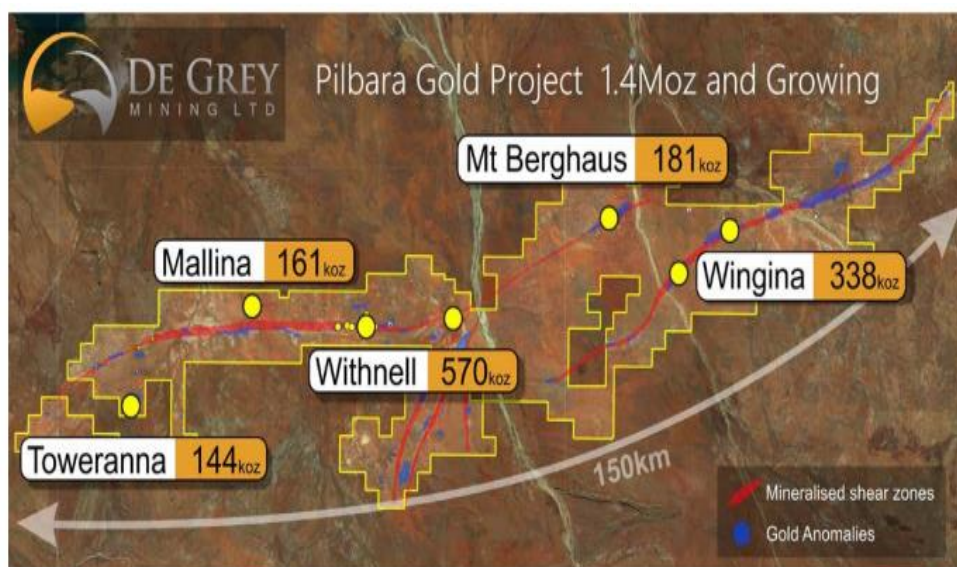 DE GREY
MINING LTD
Pilbara Gold Project 1.4Moz and Growing
Mt Berghaus 181koz
Mallina 161koz
Wingina 338koz
Withnell 570koz
Toweranna 144koz
150km
Mineralised shear zones
Gold Anomalies